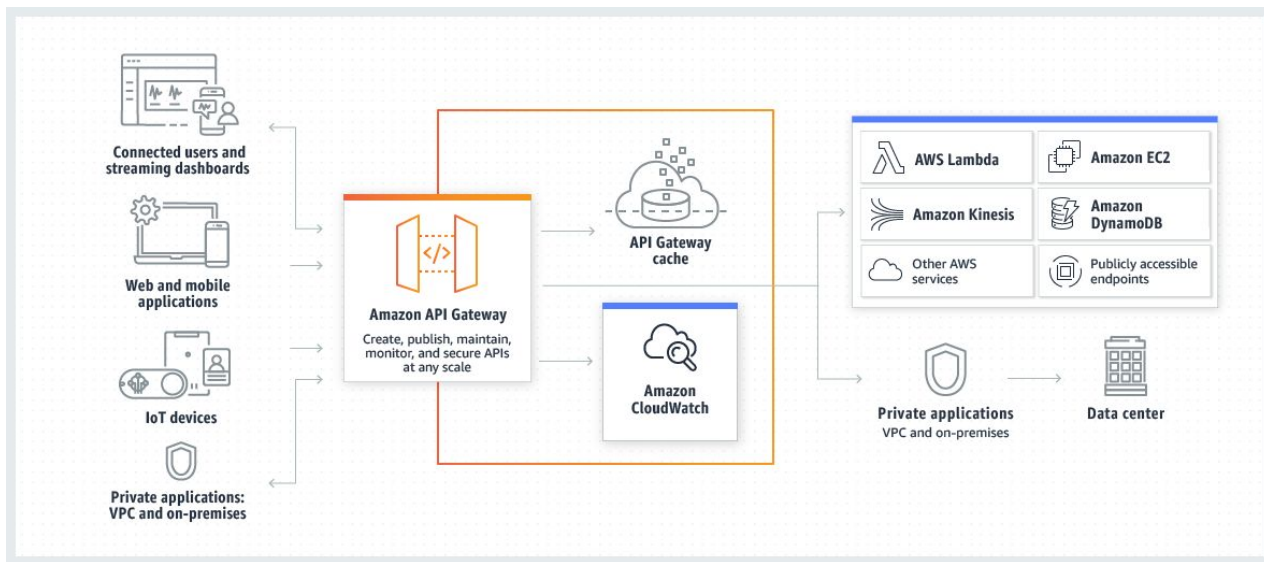 Connected users and
streaming dashboards
Web and mobile
applications
IoT devices
Private applications:
VPC and on-premises
</>
Amazon API Gateway
Create, publish, maintain,
monitor, and secure APIs
at any scale
API Gateway
cache
Amazon
CloudWatch
AWS Lambda
Amazon EC2
Amazon Kinesis
Amazon
DynamoDB
Other AWS
services
Publicly accessible
endpoints
Private applications
VPC and on-premises
Data center